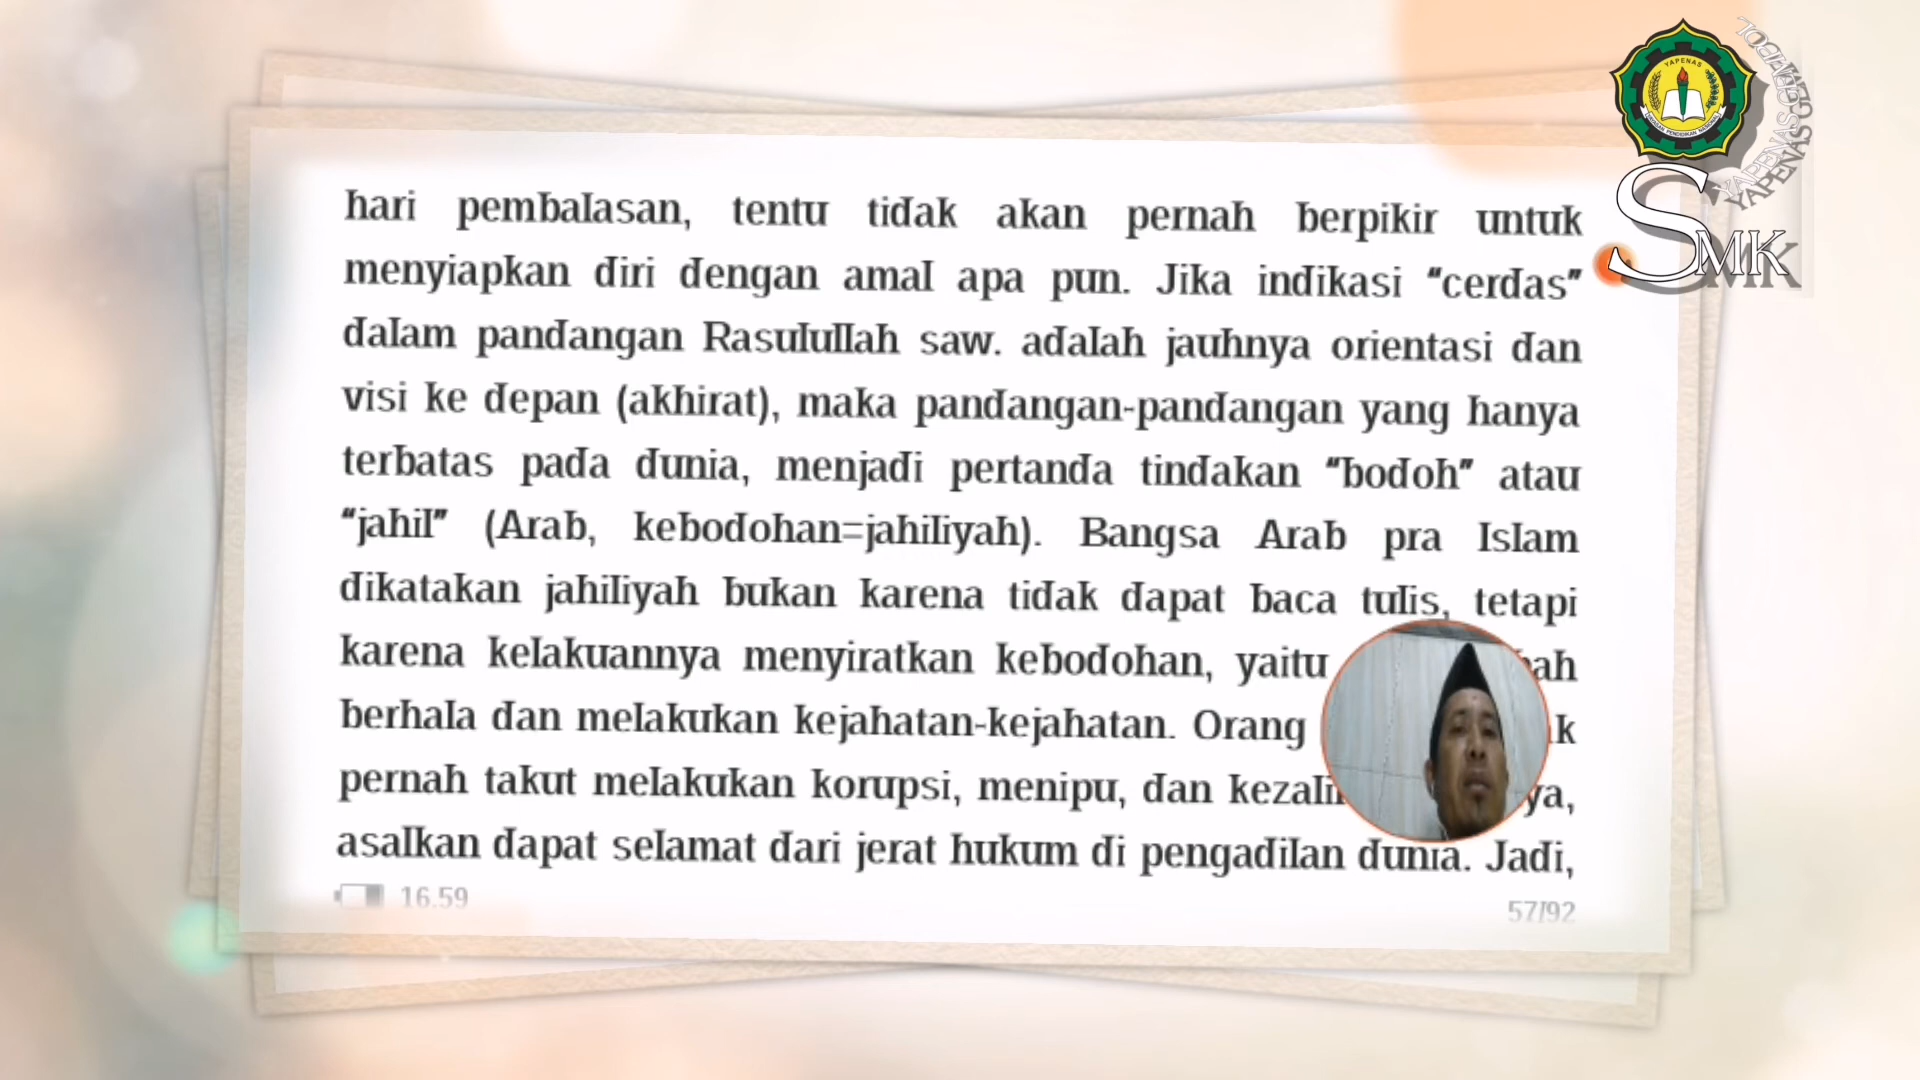 hari pembalasan, tentu tidak akan pernah berpikir untuk
menyiapkan diri dengan amal apa pun. Jika indikasi “cerdas”
dalam pandangan Rasulullah saw. adalah jauhnya orientasi dan
visi ke depan (akhirat), maka pandangan-pandangan yang hanya
terbatas pada dunia, menjadi pertanda tindakan “bodoh” atau
“jahil” (Arab, kebodohan=jahiliyah). Bangsa Arab pra Islam
dikatakan jahiliyah bukan karena tidak dapat baca tulis, tetapi
karena kelakuannya menyiratkan kebodohan, yaitu
berhala dan melakukan kejahatan-kejahatan. Orang
pernah takut melakukan korupsi, menipu, dan
asalkan dapat selamat dari jerat hukum di pengadilan dunia. Jadi,
16.59
57/92
YAPENAS
YAYASAN PENDIDIKAN NASIONAL
SMK
YAPENAS